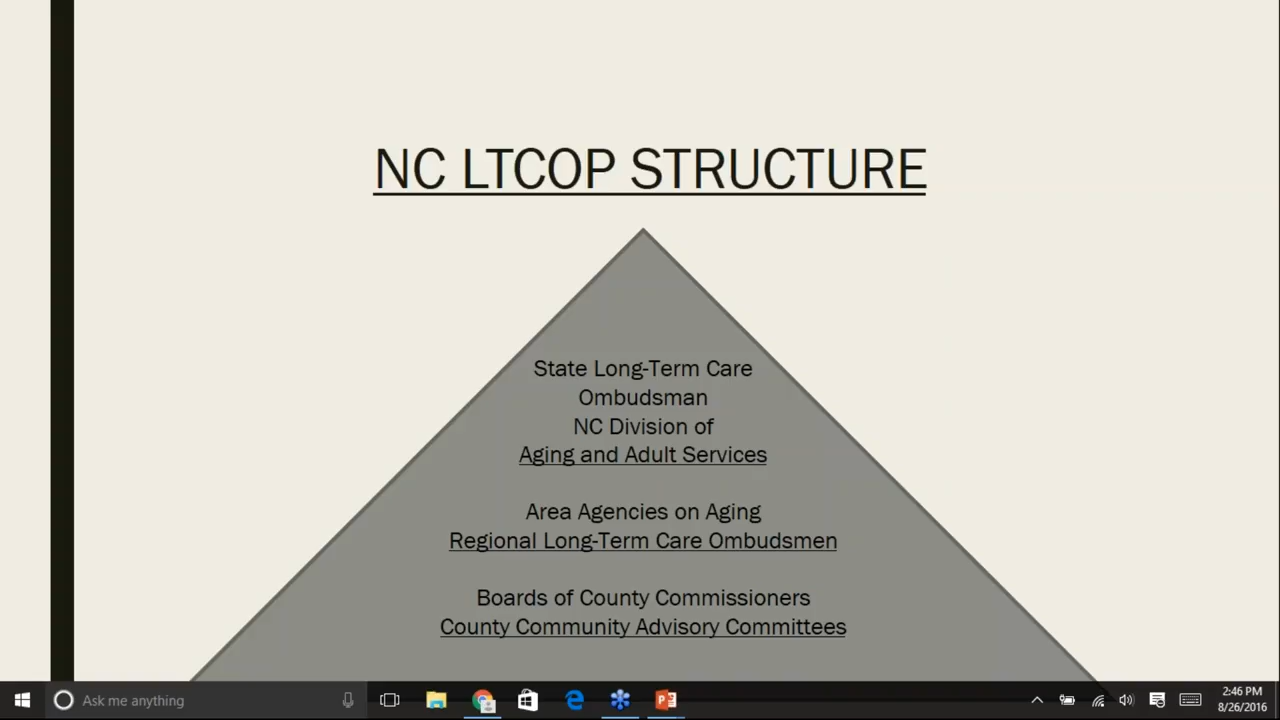 NC LTCOP STRUCTURE
State Long-Term Care
Ombudsman
NC Division of
Aging and Adult Services
Area Agencies on Aging
Regional Long-Term Care Ombudsmen
Boards of County Commissioners
County Community Advisory Committees
Ask me anything
2:46 PM
8/26/2016